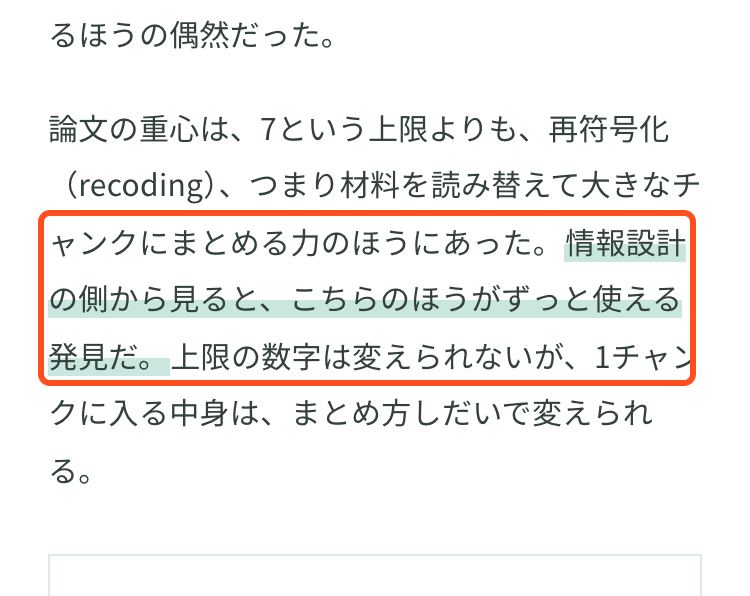 るほうの偶然だった。
論文の重心は、7という上限よりも、再符号化
（recoding）、つまり材料を読み替えて大きなチ
ャンクにまとめる力のほうにあった。情報設計
の側から見ると、こちらのほうがずっと使える
発見だ。上限の数字は変えられないが、1チャン
クに入る中身は、まとめ方しだいで変えられ
る。